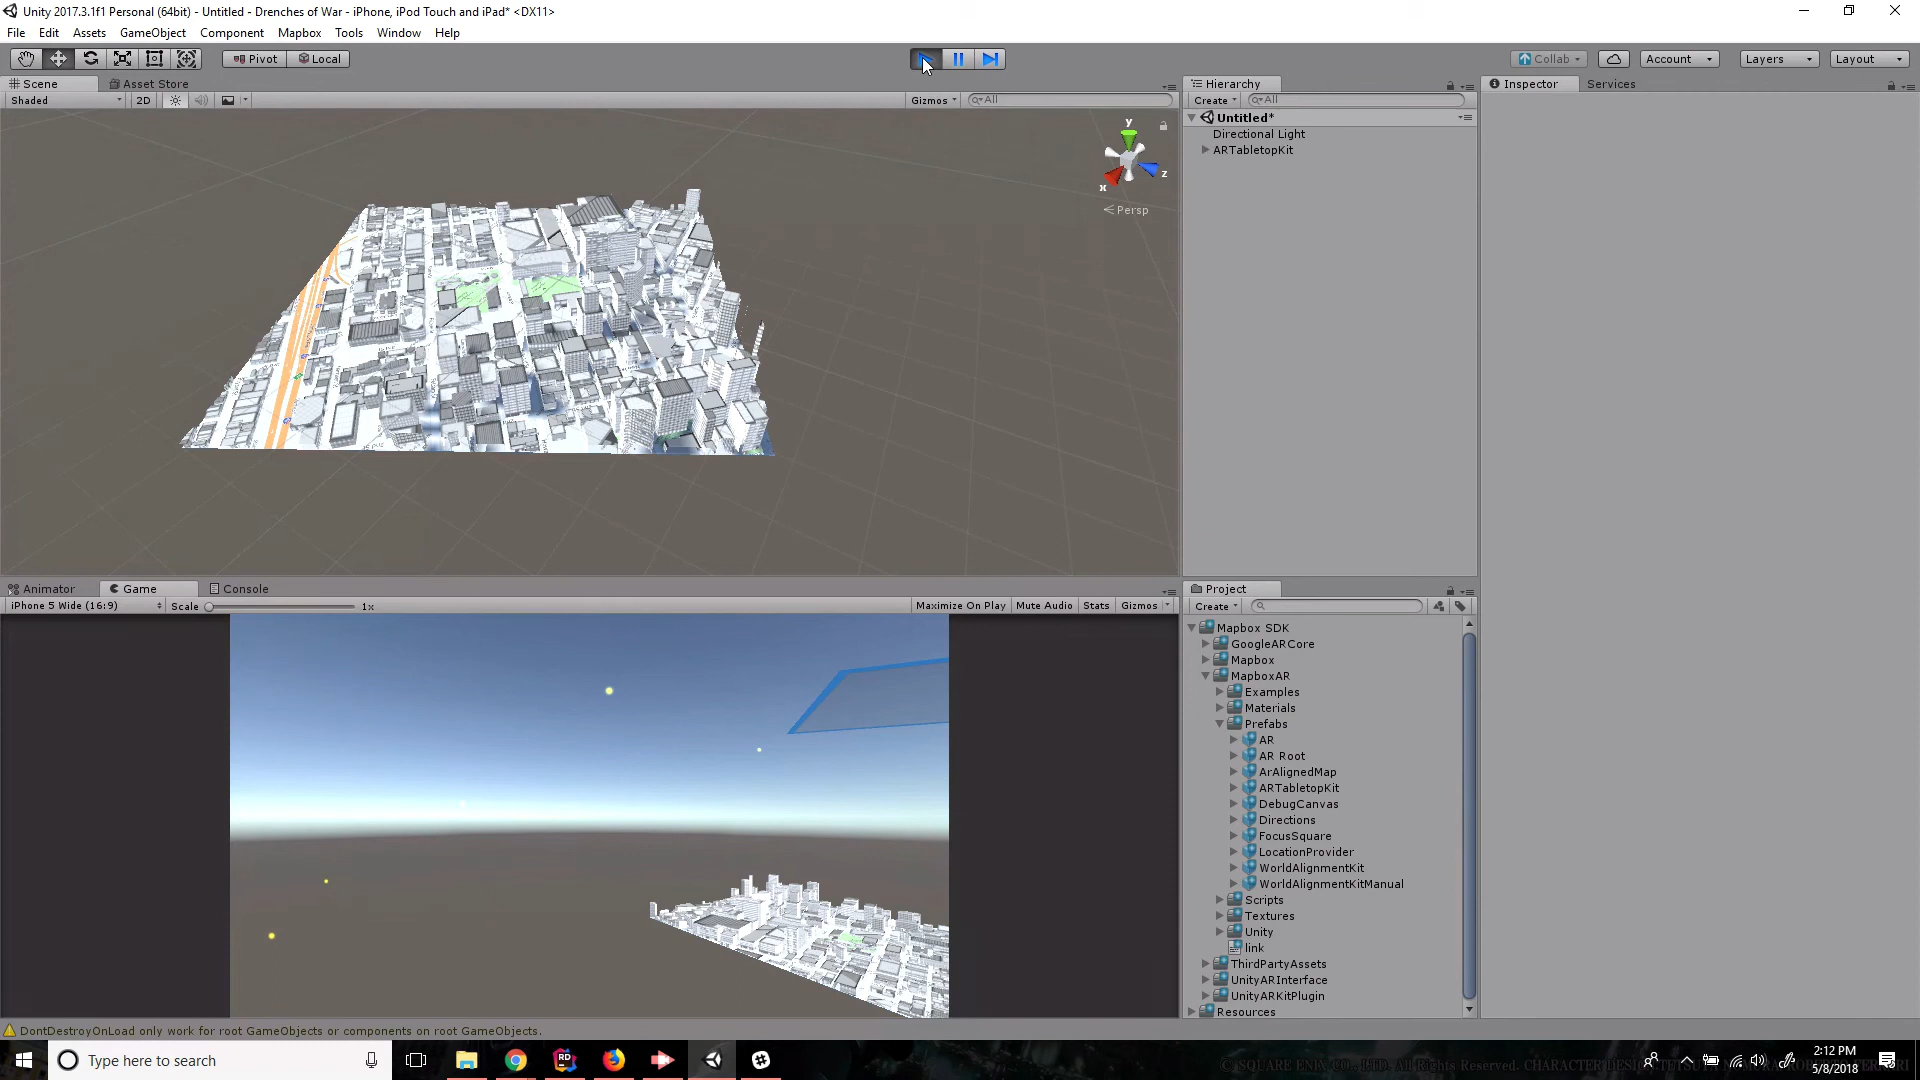 Unity 2017.3.1f1 Personal (64bit) - Untitled - Drenches of War - iPhone, iPod Touch and iPad* <DX11>
File Edit Assets GameObject Component Mapbox Tools Window Help
Pivot Local Collab Account Layers Layout
Scene Asset Store
Shaded 2D Gizmos All
y
x
z
Persp
Hierarchy
Create All
Untitled*
Directional Light
ARTabletopKit
Inspector Services
Animator Game Console
iPhone 5 Wide (16:9) Scale 1x Maximize On Play Mute Audio Stats Gizmos
Project
Create
Mapbox SDK
GoogleARCore
Mapbox
MapboxAR
Examples
Materials
Prefabs
AR
AR Root
ArAlignedMap
ARTabletopKit
DebugCanvas
Directions
FocusSquare
LocationProvider
WorldAlignmentKit
WorldAlignmentKitManual
Scripts
Textures
Unity
link
ThirdPartyAssets
UnityARInterface
UnityARKitPlugin
Resources
DontDestroyOnLoad only work for root GameObjects or components on root GameObjects.
Type here to search
RD
2:12 PM
5/8/2018